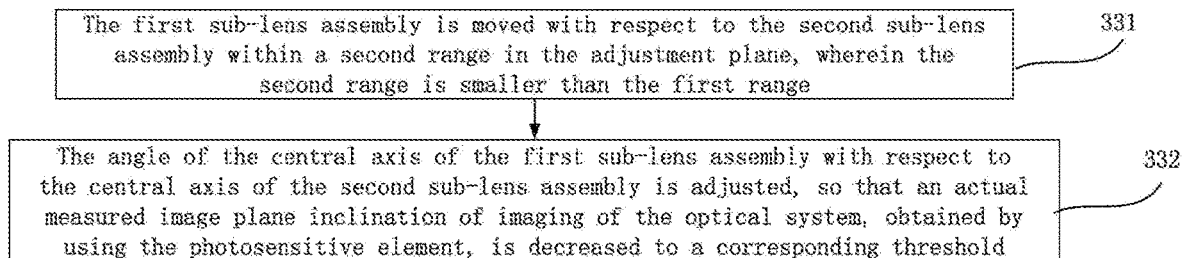 The first sub-lens assembly is moved with respect to the second sub-lens
assembly within a second range in the adjustment plane, wherein the
second range is smaller than the first range
331
The angle of the central axis of the first sub-lens assembly with respect to
the central axis of the second sub-lens assembly is adjusted, so that an actual
measured image plane inclination of imaging of the optical system, obtained by
using the photosensitive element, is decreased to a corresponding threshold
332